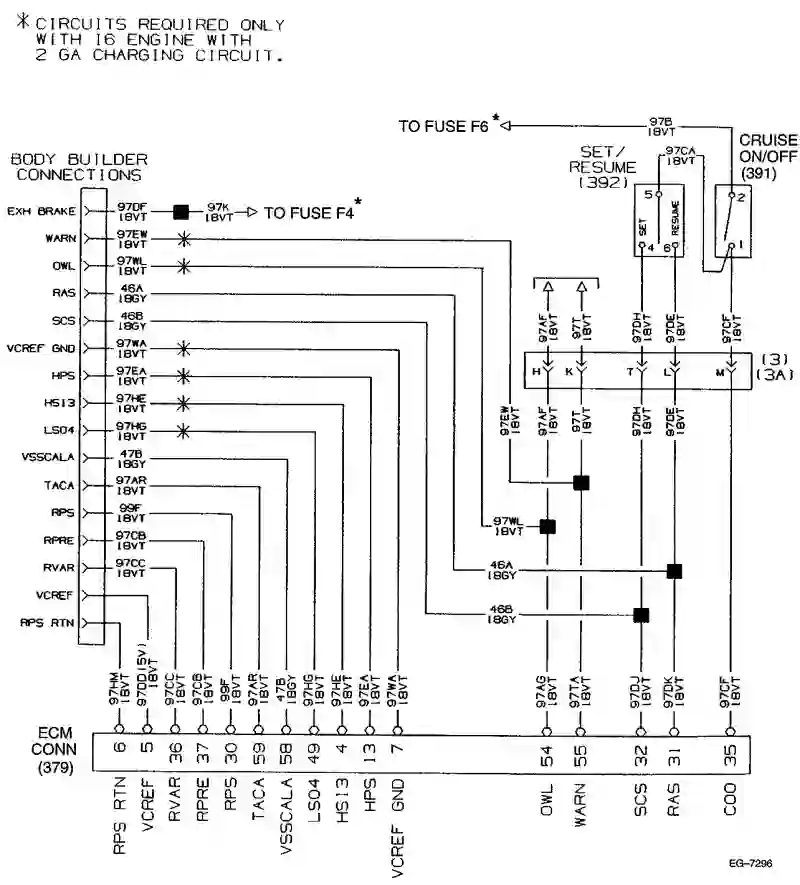 *CIRCUITS REQUIRED ONLY
WITH I6 ENGINE WITH
2 GA CHARGING CIRCUIT.
TO FUSE F6*
97B
18VT
CRUISE
ON/OFF
(391)
SET/
RESUME
(392)
97CA
18VT
5
SET
RESUME
4
6
2
1
BODY BUILDER
CONNECTIONS
EXH BRAKE
97DF
18VT
97K
18VT
TO FUSE F4*
WARN
97EW
18VT
OWL
97WL
18VT
RAS
46A
18GY
SCS
46B
18GY
VCREF GND
97WA
18VT
HPS
97EA
18VT
HSI3
97HE
18VT
LSO4
97HG
18VT
VSSCALA
47B
18GY
TACA
97AR
18VT
RPS
99F
18VT
RPRE
97CB
18VT
RVAR
97CC
18VT
VCREF
RPS RTN
97AF
18VT
97T
18VT
97DH
18VT
97DE
18VT
97CF
18VT
H
K
T
L
M
(3)
(3A)
97EW
18VT
97AF
18VT
97T
18VT
97DH
18VT
97DE
18VT
97WL
18VT
46A
18GY
46B
18GY
97HM
18VT
97DD(5V)
18VT
97CC
18VT
97CB
18VT
99F
18VT
97AR
18VT
47B
18GY
97HG
18VT
97HE
18VT
97EA
18VT
97WA
18VT
97AG
18VT
97TA
18VT
97DJ
18VT
97DK
18VT
97CF
18VT
ECM
CONN
(379)
6
5
36
37
30
59
58
49
4
13
7
54
55
32
31
35
RPS RTN
VCREF
RVAR
RPRE
RPS
TACA
VSSCALA
LSO4
HSI3
HPS
VCREF GND
OWL
WARN
SCS
RAS
COO
EG-7296